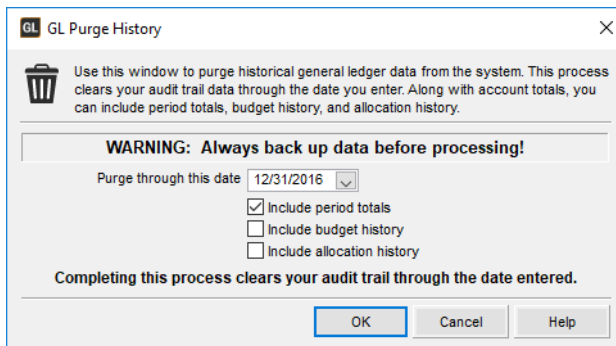 GL GL Purge History
Use this window to purge historical general ledger data from the system. This process
clears your audit trail data through the date you enter. Along with account totals, you
can include period totals, budget history, and allocation history.
WARNING: Always back up data before processing!
Purge through this date 12/31/2016
Include period totals
Include budget history
Include allocation history
Completing this process clears your audit trail through the date entered.
OK Cancel Help